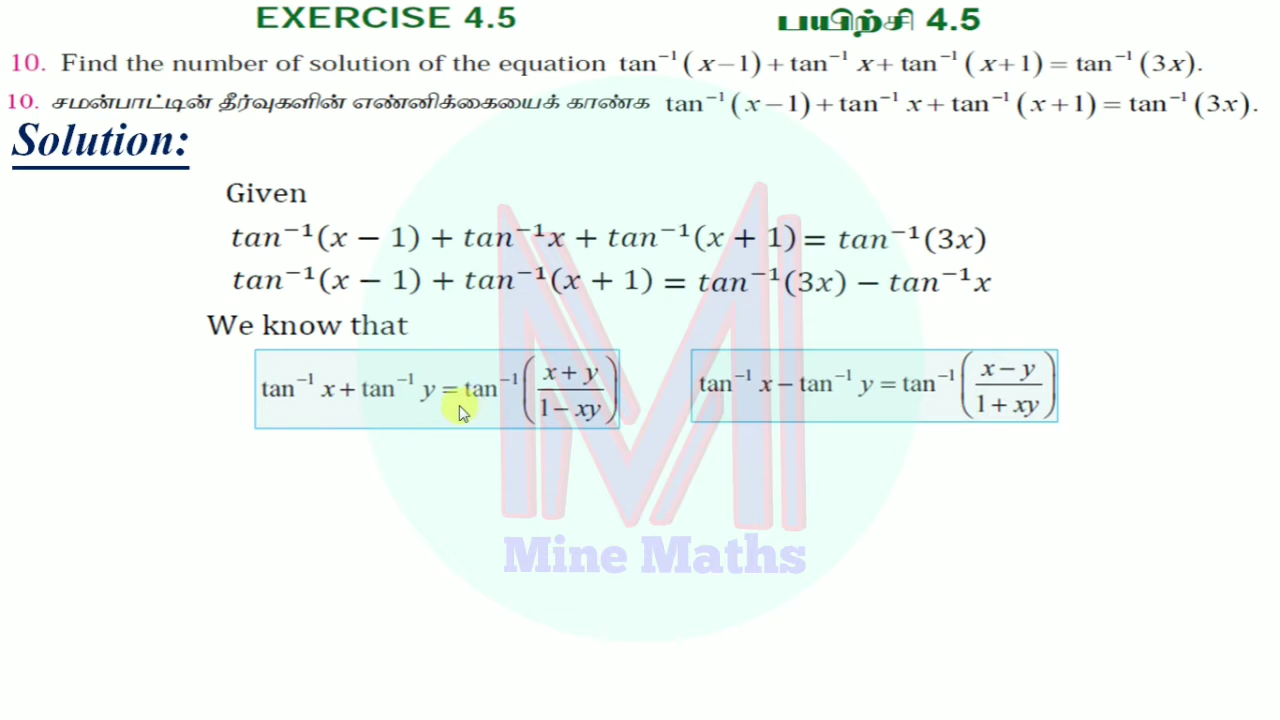 EXERCISE 4.5 பயிற்சி 4.5
10. Find the number of solution of the equation tan⁻¹(x−1)+tan⁻¹ x+tan⁻¹(x+1)=tan⁻¹(3x).
10. சமன்பாட்டின் தீர்வுகளின் எண்ணிக்கையைக் காண்க tan⁻¹(x−1)+tan⁻¹ x+tan⁻¹(x+1)=tan⁻¹(3x).
Solution:
Given
tan⁻¹(x − 1) + tan⁻¹x + tan⁻¹(x + 1) = tan⁻¹(3x)
tan⁻¹(x − 1) + tan⁻¹(x + 1) = tan⁻¹(3x) − tan⁻¹x
We know that
tan⁻¹ x + tan⁻¹ y = tan⁻¹((x + y)/(1 − xy)) tan⁻¹ x − tan⁻¹ y = tan⁻¹((x − y)/(1 + xy))
Mine Maths